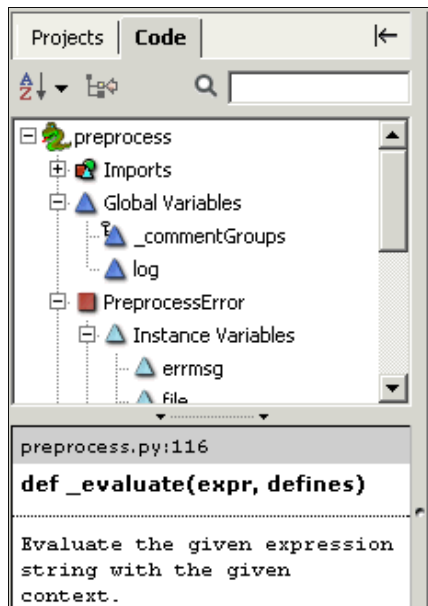 Projects Code
A
Z
preprocess
Imports
Global Variables
_commentGroups
log
PreprocessError
Instance Variables
errmsg
file
preprocess.py:116
def _evaluate(expr, defines)
Evaluate the given expression
string with the given
context.